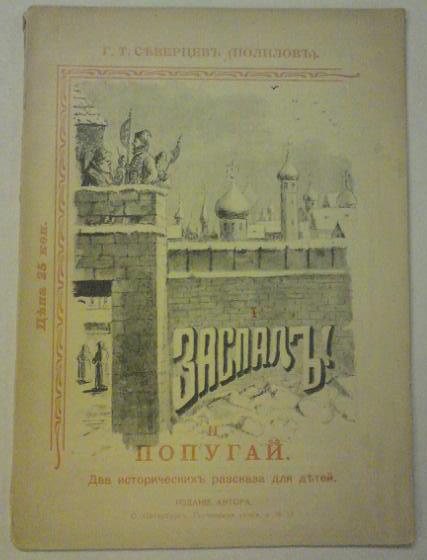 Г. Т. СѢВЕРЦЕВЪ (ПОЛИЛОВЪ).
Цѣна 25 коп.
I
ЗАСПАЛЪ!
II.
ПОПУГАЙ.
Два историческихъ разсказа для дѣтей.
ИЗДАНІЕ АВТОРА.